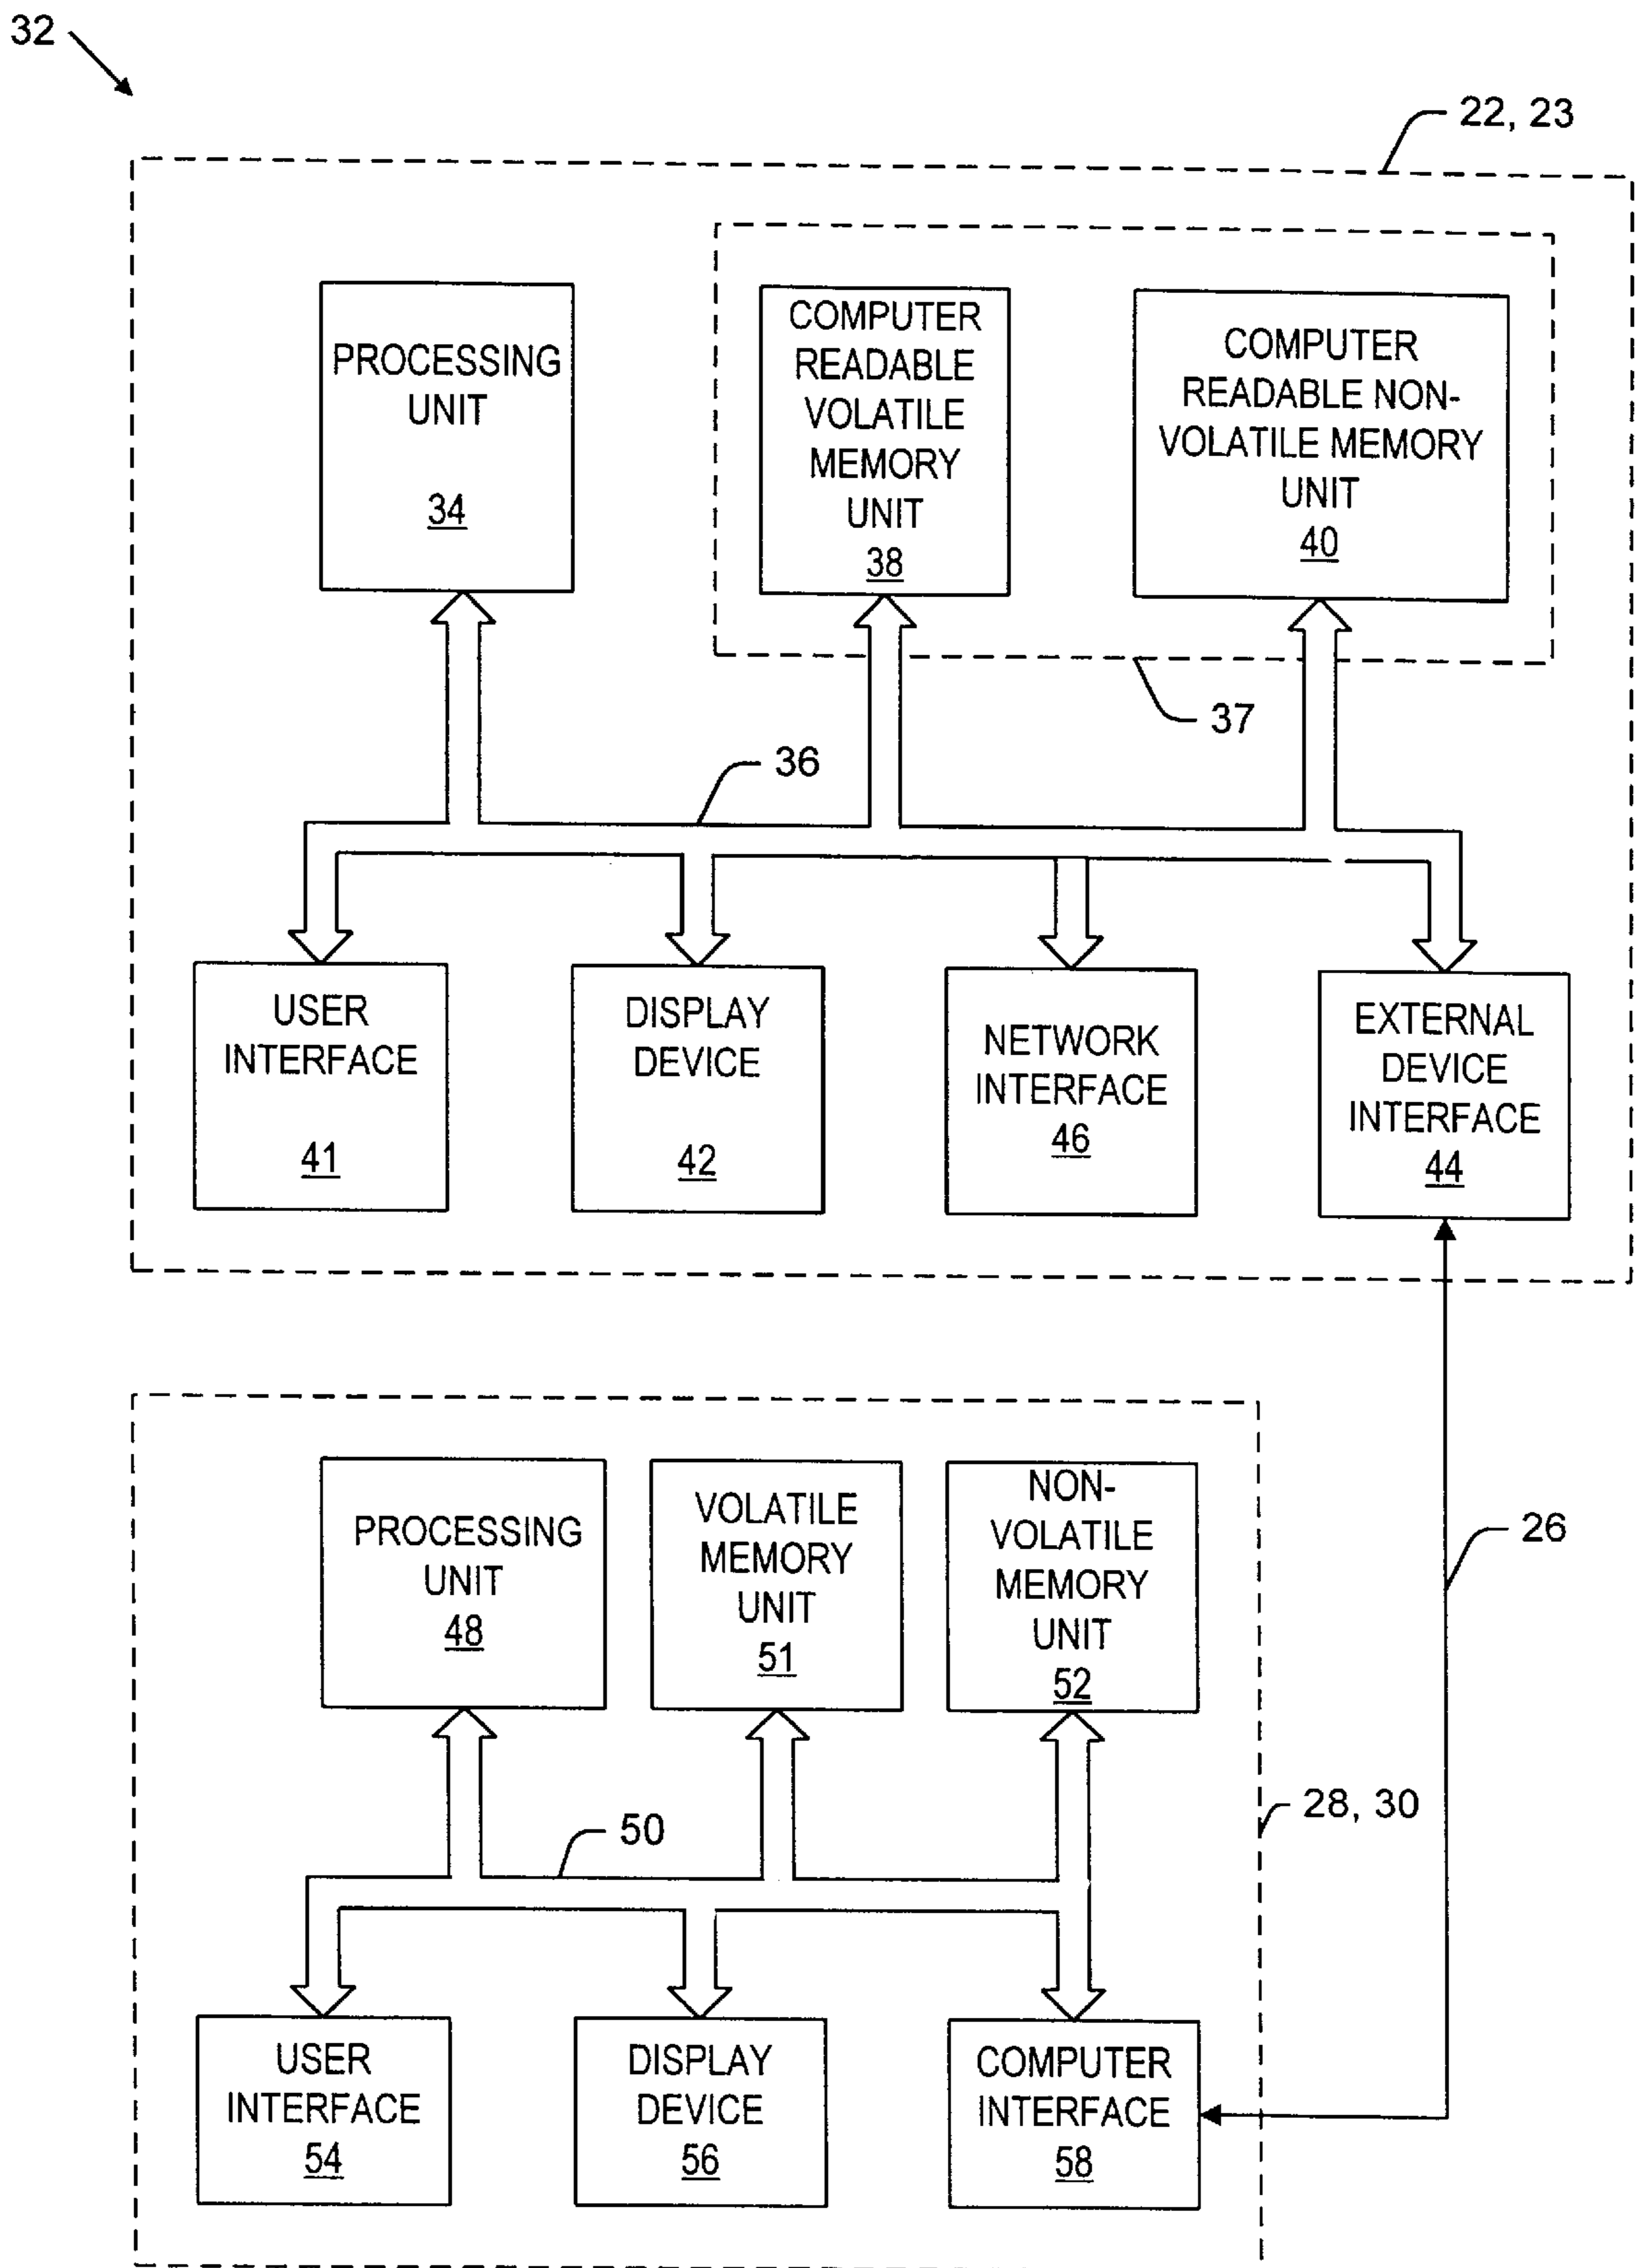 32
22, 23
PROCESSING
UNIT
34
COMPUTER
READABLE
VOLATILE
MEMORY
UNIT
38
COMPUTER
READABLE NON-
VOLATILE MEMORY
UNIT
40
37
36
USER
INTERFACE
41
DISPLAY
DEVICE
42
NETWORK
INTERFACE
46
EXTERNAL
DEVICE
INTERFACE
44
PROCESSING
UNIT
48
VOLATILE
MEMORY
UNIT
51
NON-
VOLATILE
MEMORY
UNIT
52
26
28, 30
50
USER
INTERFACE
54
DISPLAY
DEVICE
56
COMPUTER
INTERFACE
58